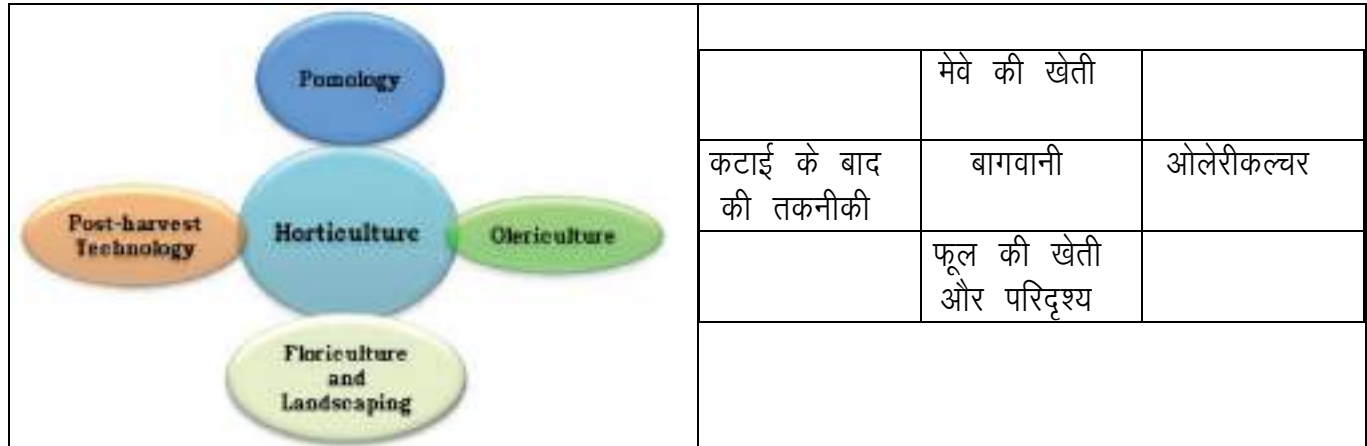 Pomology
Post-harvest
Technology
Horticulture
Olericulture
Floriculture
and
Landscaping
मेवे की खेती
कटाई के बाद
की तकनीकी
बागवानी
ओलेरीकल्चर
फूल की खेती
और परिदृश्य